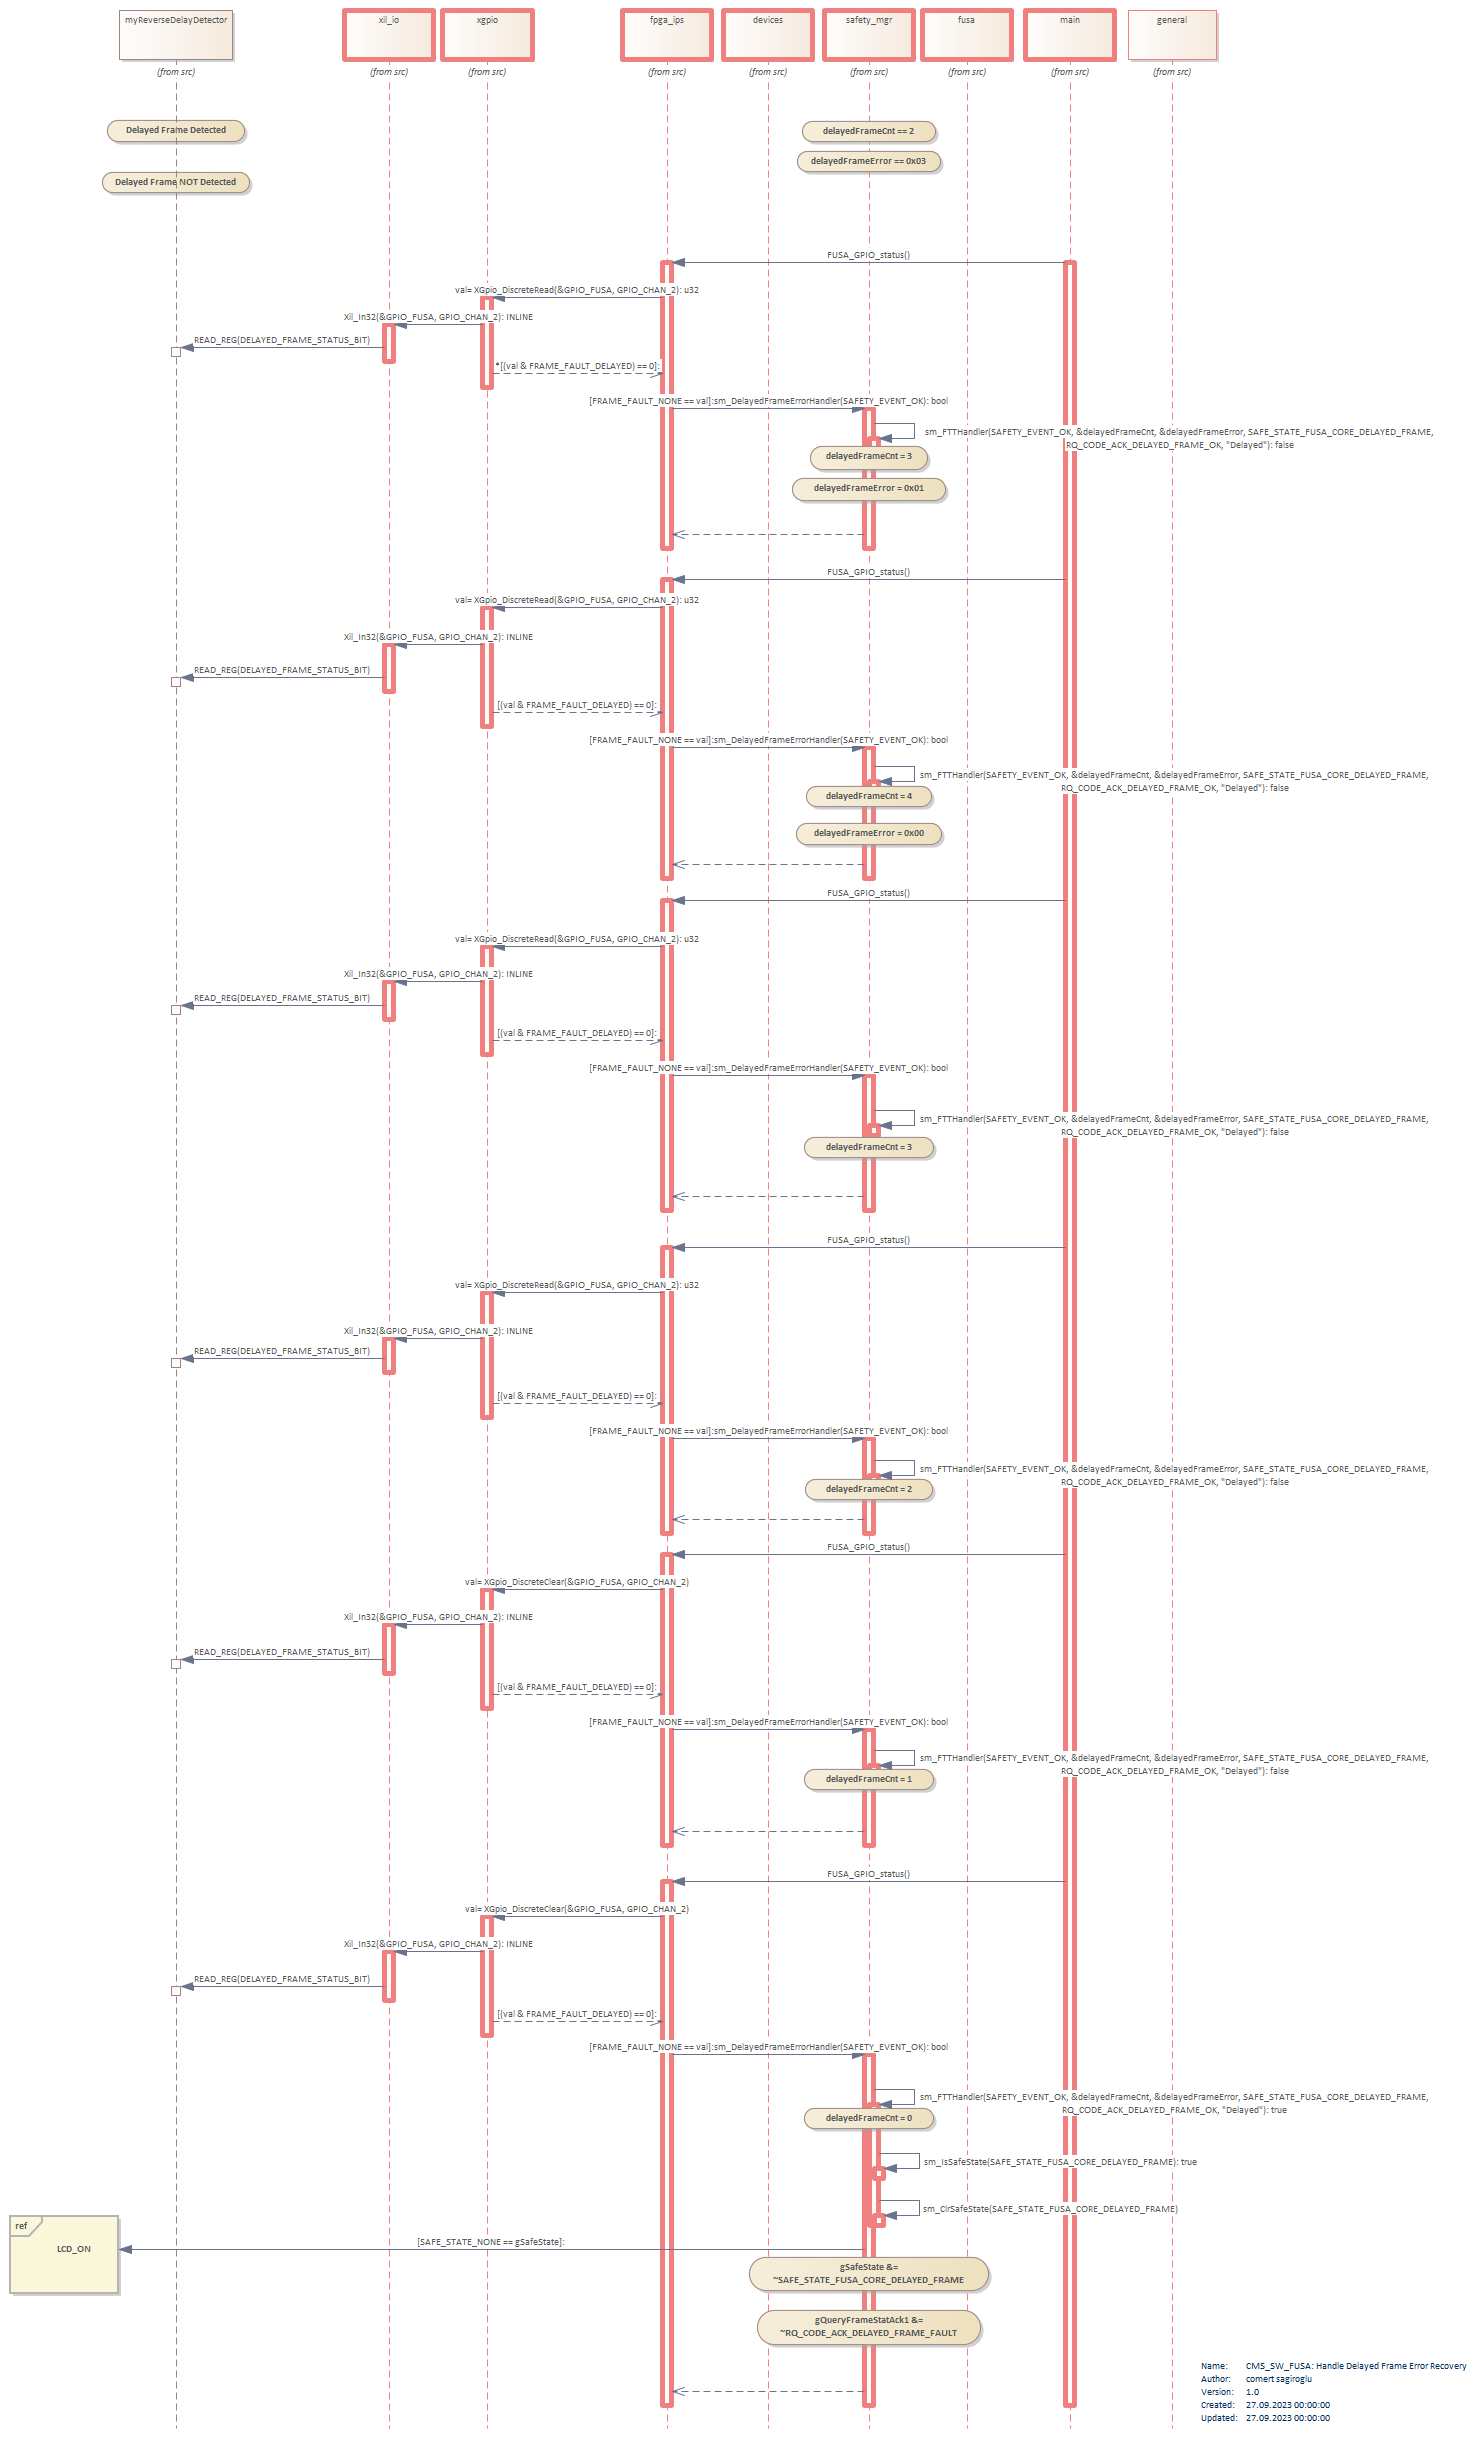 myReverseDelayDetector
xil_io
xgpio
fpga_ips
devices
safety_mgr
fusa
main
general
(from src)
(from src)
(from src)
(from src)
(from src)
(from src)
(from src)
(from src)
(from src)
Delayed Frame Detected
delayedFrameCnt == 2
delayedFrameError == 0x03
Delayed Frame NOT Detected
FUSA_GPIO_status()
val= XGpio_DiscreteRead(&GPIO_FUSA, GPIO_CHAN_2): u32
Xil_In32(&GPIO_FUSA, GPIO_CHAN_2): INLINE
READ_REG(DELAYED_FRAME_STATUS_BIT)
*[(val & FRAME_FAULT_DELAYED) == 0]:
[FRAME_FAULT_NONE == val]:sm_DelayedFrameErrorHandler(SAFETY_EVENT_OK): bool
sm_FTTHandler(SAFETY_EVENT_OK, &delayedFrameCnt, &delayedFrameError, SAFE_STATE_FUSA_CORE_DELAYED_FRAME,
RQ_CODE_ACK_DELAYED_FRAME_OK, "Delayed"): false
delayedFrameCnt = 3
delayedFrameError = 0x01
FUSA_GPIO_status()
val= XGpio_DiscreteRead(&GPIO_FUSA, GPIO_CHAN_2): u32
Xil_In32(&GPIO_FUSA, GPIO_CHAN_2): INLINE
READ_REG(DELAYED_FRAME_STATUS_BIT)
[(val & FRAME_FAULT_DELAYED) == 0]:
[FRAME_FAULT_NONE == val]:sm_DelayedFrameErrorHandler(SAFETY_EVENT_OK): bool
sm_FTTHandler(SAFETY_EVENT_OK, &delayedFrameCnt, &delayedFrameError, SAFE_STATE_FUSA_CORE_DELAYED_FRAME,
RQ_CODE_ACK_DELAYED_FRAME_OK, "Delayed"): false
delayedFrameCnt = 4
delayedFrameError = 0x00
FUSA_GPIO_status()
val= XGpio_DiscreteRead(&GPIO_FUSA, GPIO_CHAN_2): u32
Xil_In32(&GPIO_FUSA, GPIO_CHAN_2): INLINE
READ_REG(DELAYED_FRAME_STATUS_BIT)
[(val & FRAME_FAULT_DELAYED) == 0]:
[FRAME_FAULT_NONE == val]:sm_DelayedFrameErrorHandler(SAFETY_EVENT_OK): bool
sm_FTTHandler(SAFETY_EVENT_OK, &delayedFrameCnt, &delayedFrameError, SAFE_STATE_FUSA_CORE_DELAYED_FRAME,
RQ_CODE_ACK_DELAYED_FRAME_OK, "Delayed"): false
delayedFrameCnt = 3
FUSA_GPIO_status()
val= XGpio_DiscreteRead(&GPIO_FUSA, GPIO_CHAN_2): u32
Xil_In32(&GPIO_FUSA, GPIO_CHAN_2): INLINE
READ_REG(DELAYED_FRAME_STATUS_BIT)
[(val & FRAME_FAULT_DELAYED) == 0]:
[FRAME_FAULT_NONE == val]:sm_DelayedFrameErrorHandler(SAFETY_EVENT_OK): bool
sm_FTTHandler(SAFETY_EVENT_OK, &delayedFrameCnt, &delayedFrameError, SAFE_STATE_FUSA_CORE_DELAYED_FRAME,
RQ_CODE_ACK_DELAYED_FRAME_OK, "Delayed"): false
delayedFrameCnt = 2
FUSA_GPIO_status()
val= XGpio_DiscreteClear(&GPIO_FUSA, GPIO_CHAN_2)
Xil_In32(&GPIO_FUSA, GPIO_CHAN_2): INLINE
READ_REG(DELAYED_FRAME_STATUS_BIT)
[(val & FRAME_FAULT_DELAYED) == 0]:
[FRAME_FAULT_NONE == val]:sm_DelayedFrameErrorHandler(SAFETY_EVENT_OK): bool
sm_FTTHandler(SAFETY_EVENT_OK, &delayedFrameCnt, &delayedFrameError, SAFE_STATE_FUSA_CORE_DELAYED_FRAME,
RQ_CODE_ACK_DELAYED_FRAME_OK, "Delayed"): false
delayedFrameCnt = 1
FUSA_GPIO_status()
val= XGpio_DiscreteClear(&GPIO_FUSA, GPIO_CHAN_2)
Xil_In32(&GPIO_FUSA, GPIO_CHAN_2): INLINE
READ_REG(DELAYED_FRAME_STATUS_BIT)
[(val & FRAME_FAULT_DELAYED) == 0]:
[FRAME_FAULT_NONE == val]:sm_DelayedFrameErrorHandler(SAFETY_EVENT_OK): bool
sm_FTTHandler(SAFETY_EVENT_OK, &delayedFrameCnt, &delayedFrameError, SAFE_STATE_FUSA_CORE_DELAYED_FRAME,
RQ_CODE_ACK_DELAYED_FRAME_OK, "Delayed"): true
delayedFrameCnt = 0
sm_IsSafeState(SAFE_STATE_FUSA_CORE_DELAYED_FRAME): true
sm_ClrSafeState(SAFE_STATE_FUSA_CORE_DELAYED_FRAME)
ref
LCD_ON
[SAFE_STATE_NONE == gSafeState]:
gSafeState &=
~SAFE_STATE_FUSA_CORE_DELAYED_FRAME
gQueryFrameStatAck1 &=
~RQ_CODE_ACK_DELAYED_FRAME_FAULT
Name: CMS_SW_FUSA: Handle Delayed Frame Error Recovery
Author: comert sagiroglu
Version: 1.0
Created: 27.09.2023 00:00:00
Updated: 27.09.2023 00:00:00